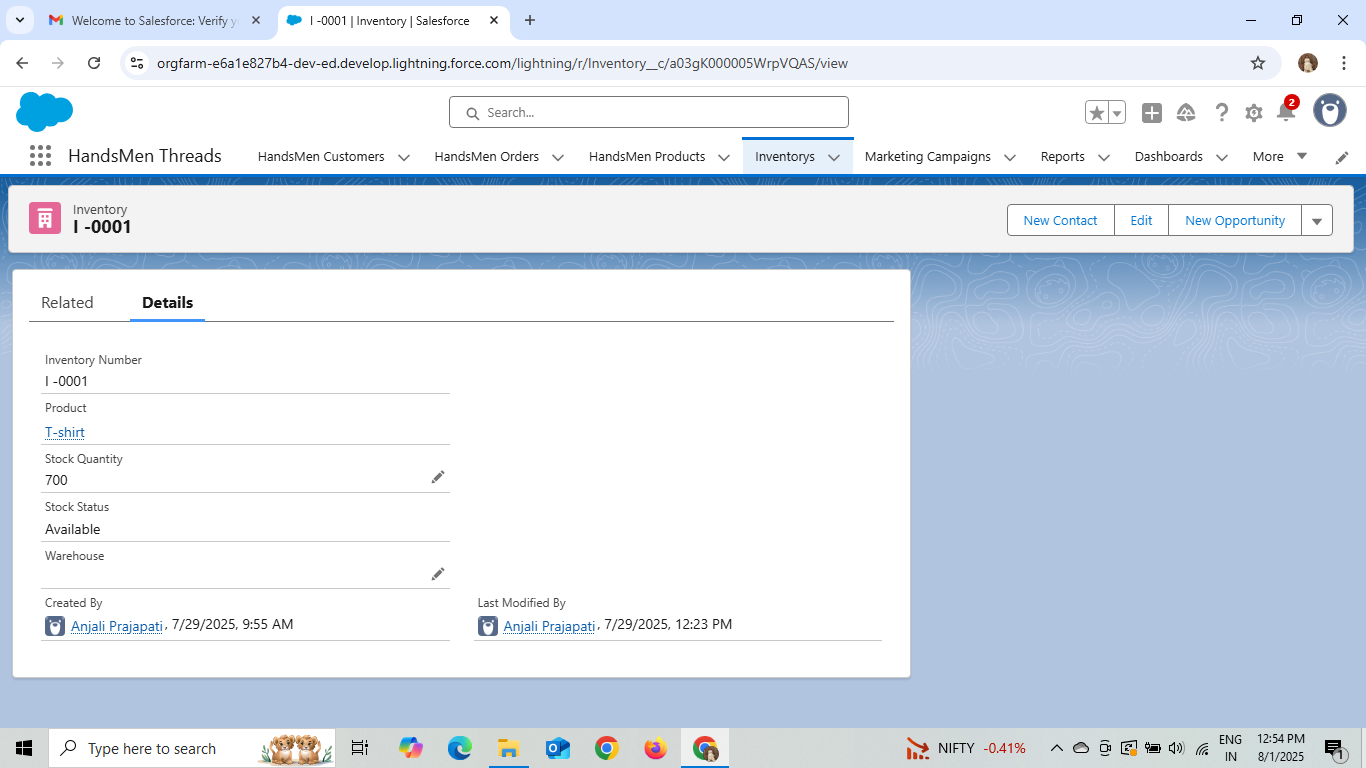 Welcome to Salesforce: Verify y
I -0001 | Inventory | Salesforce
orgfarm-e6a1e827b4-dev-ed.develop.lightning.force.com/lightning/r/Inventory__c/a03gK000005WrpVQAS/view
Search...
2
HandsMen Threads
HandsMen Customers
HandsMen Orders
HandsMen Products
Inventorys
Marketing Campaigns
Reports
Dashboards
More
Inventory
I -0001
New Contact
Edit
New Opportunity
Related
Details
Inventory Number
I -0001
Product
T-shirt
Stock Quantity
700
Stock Status
Available
Warehouse
Created By
Anjali Prajapati, 7/29/2025, 9:55 AM
Last Modified By
Anjali Prajapati, 7/29/2025, 12:23 PM
Type here to search
NIFTY -0.41%
ENG
IN
12:54 PM
8/1/2025
1